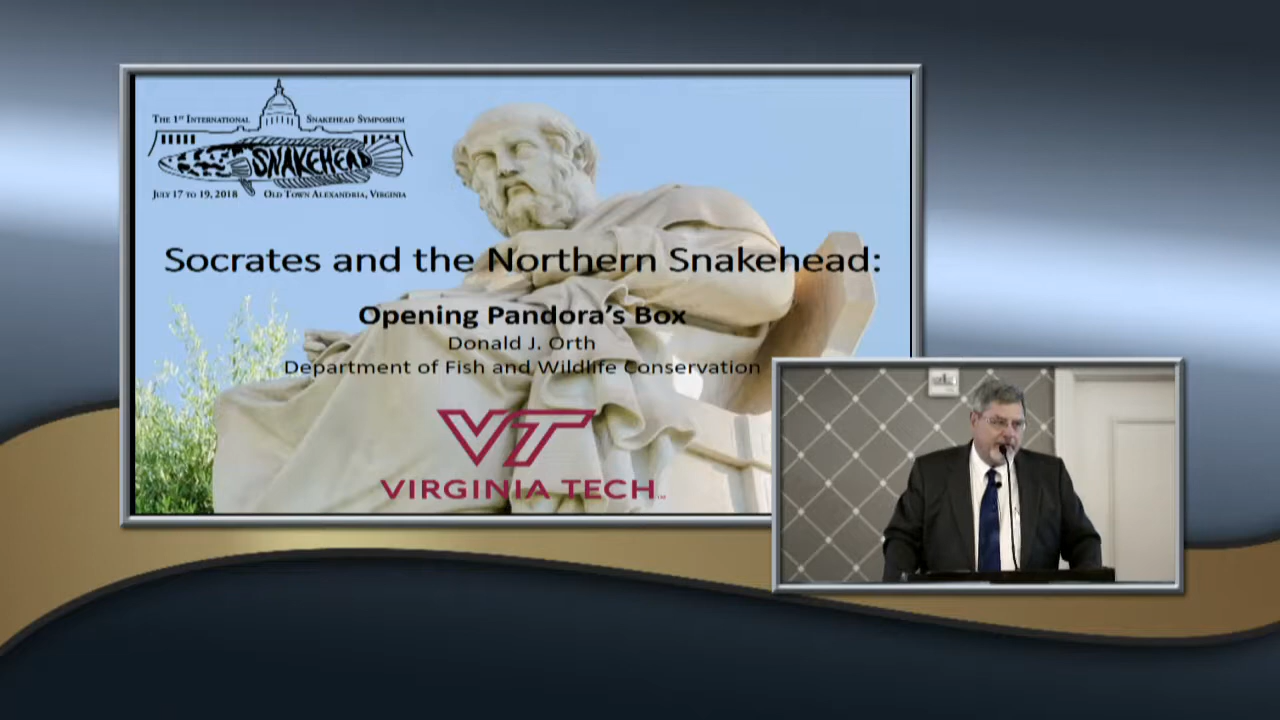 THE 1ST INTERNATIONAL SNAKEHEAD SYMPOSIUM
SNAKEHEAD
JULY 17 TO 19, 2018 OLD TOWN ALEXANDRIA, VIRGINIA
Socrates and the Northern Snakehead:
Opening Pandora's Box
Donald J. Orth
Department of Fish and Wildlife Conservation
VT
VIRGINIA TECH™